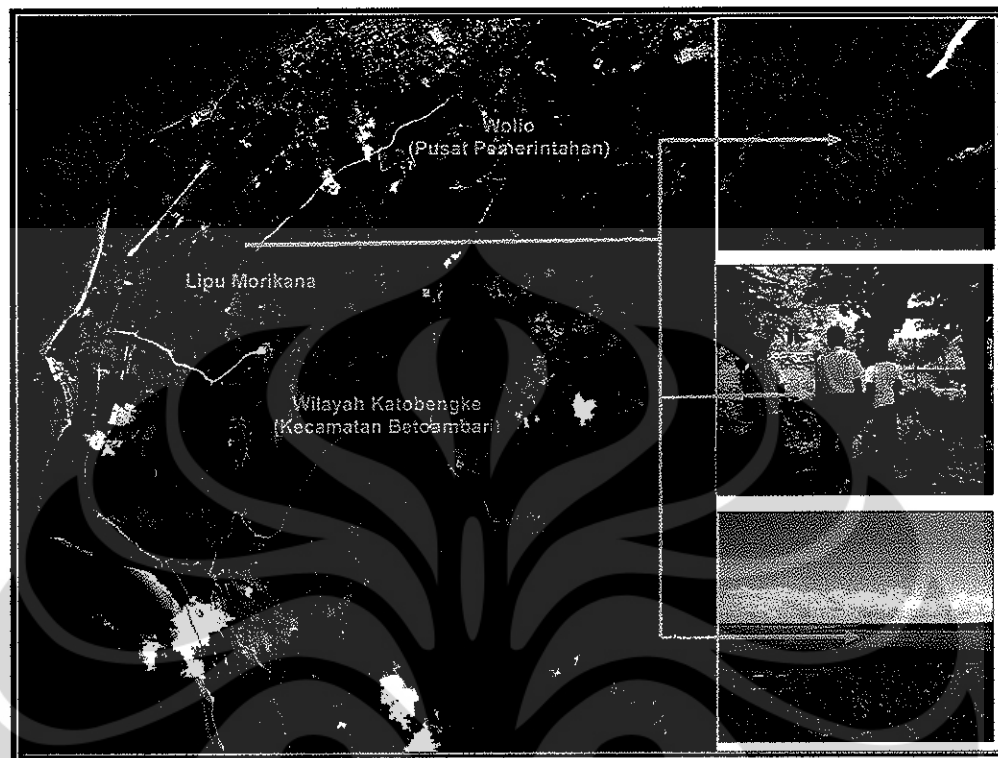 Wolio
(Pusat Pemerintahan)
Lipu Morikana
Wilayah Katobengke
(Kecamatan Betoambari)